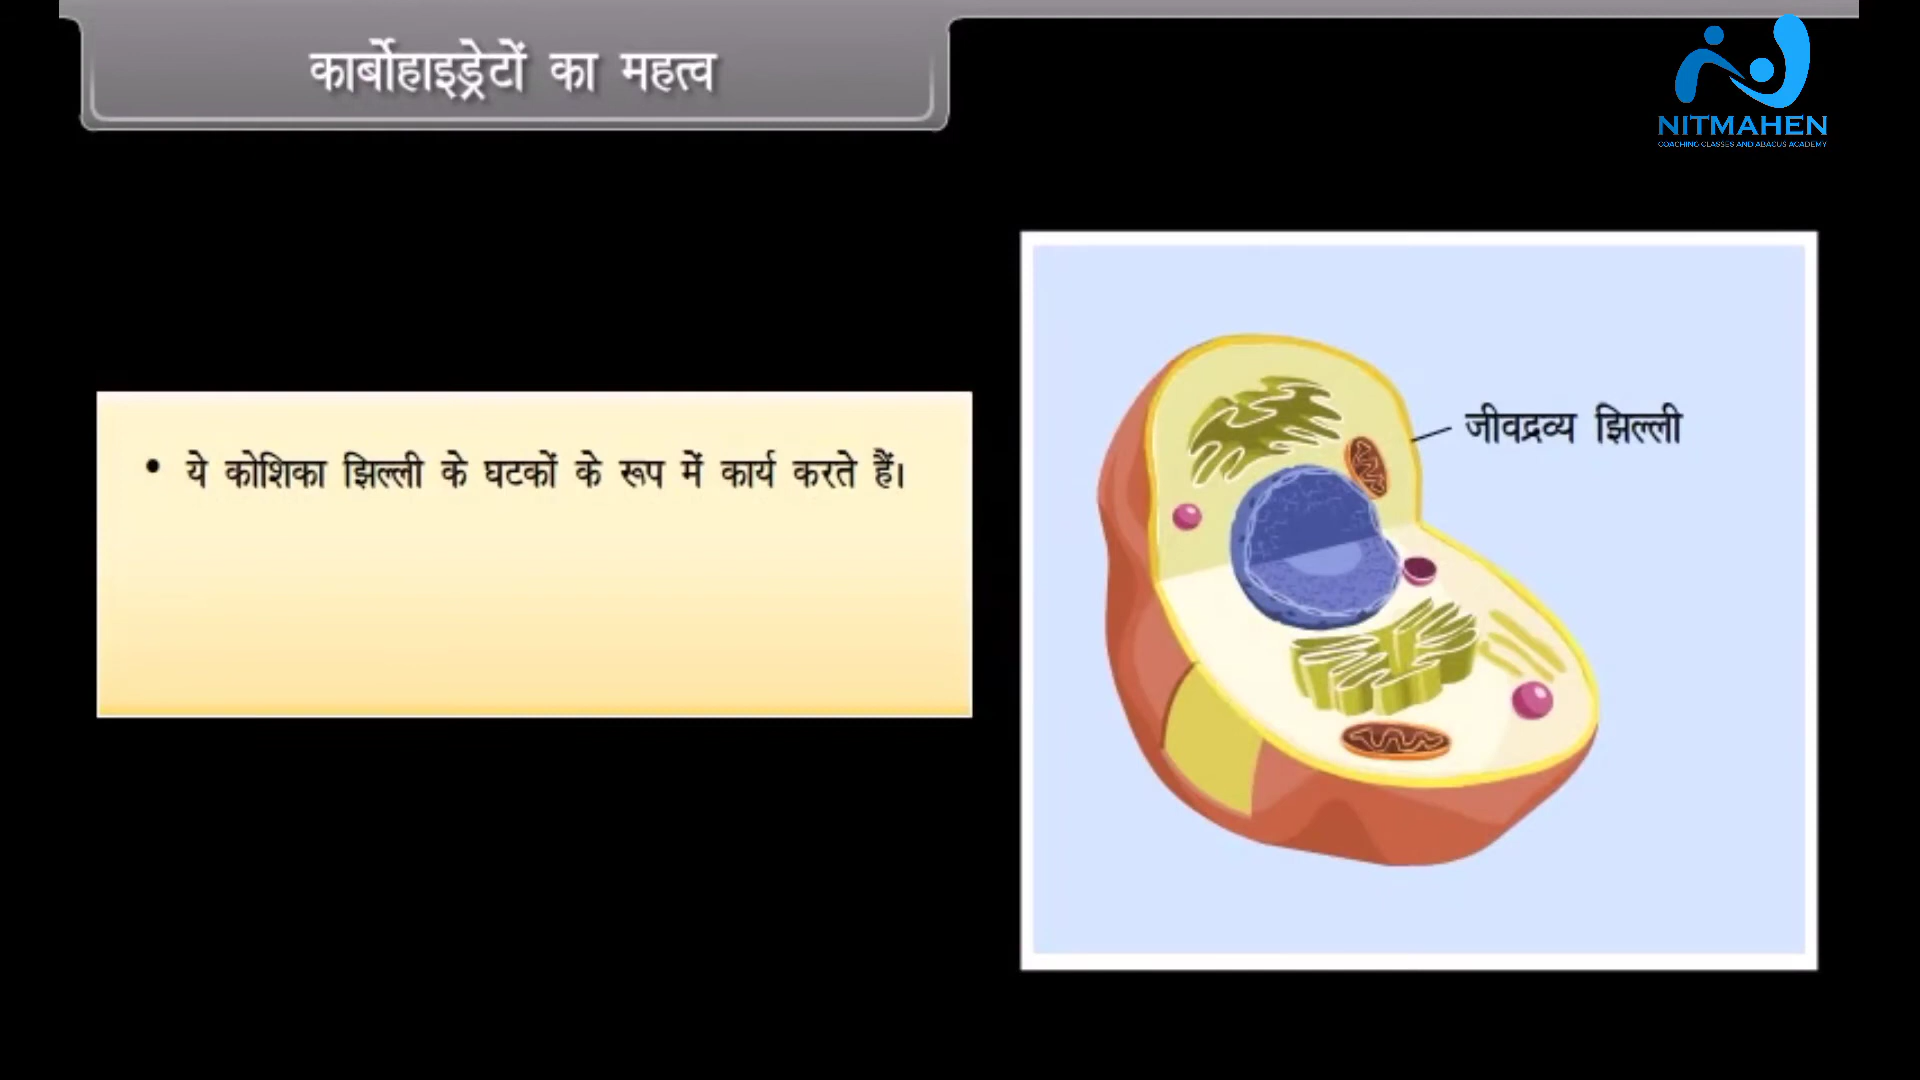 कार्बोहाइड्रेटों का महत्व
NITMAHEN
COACHING CLASSES AND ABACUS ACADEMY
• ये कोशिका झिल्ली के घटकों के रूप में कार्य करते हैं।
जीवद्रव्य झिल्ली